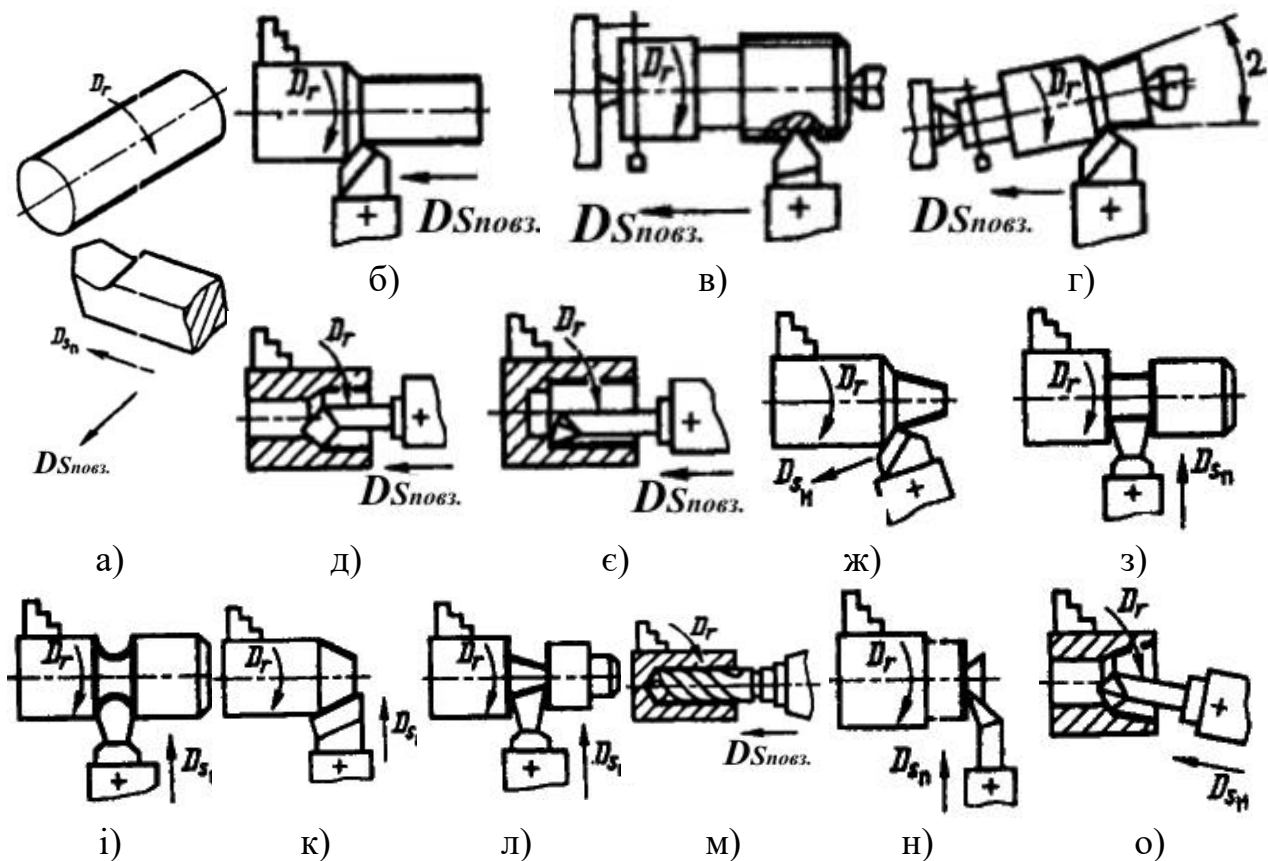 Dr
Dsп
DSповз.
а)
Dr
DSповз.
б)
Dr
DSповз.
в)
Dr
2
DSповз.
г)
Dr
DSповз.
д)
Dr
DSповз.
є)
Dr
Dsн
ж)
Dr
Dsп
з)
Dr
Ds
і)
Dr
Ds
к)
Dr
Ds
л)
Dr
DSповз.
м)
Dr
Dsп
н)
Dr
Dsн
о)